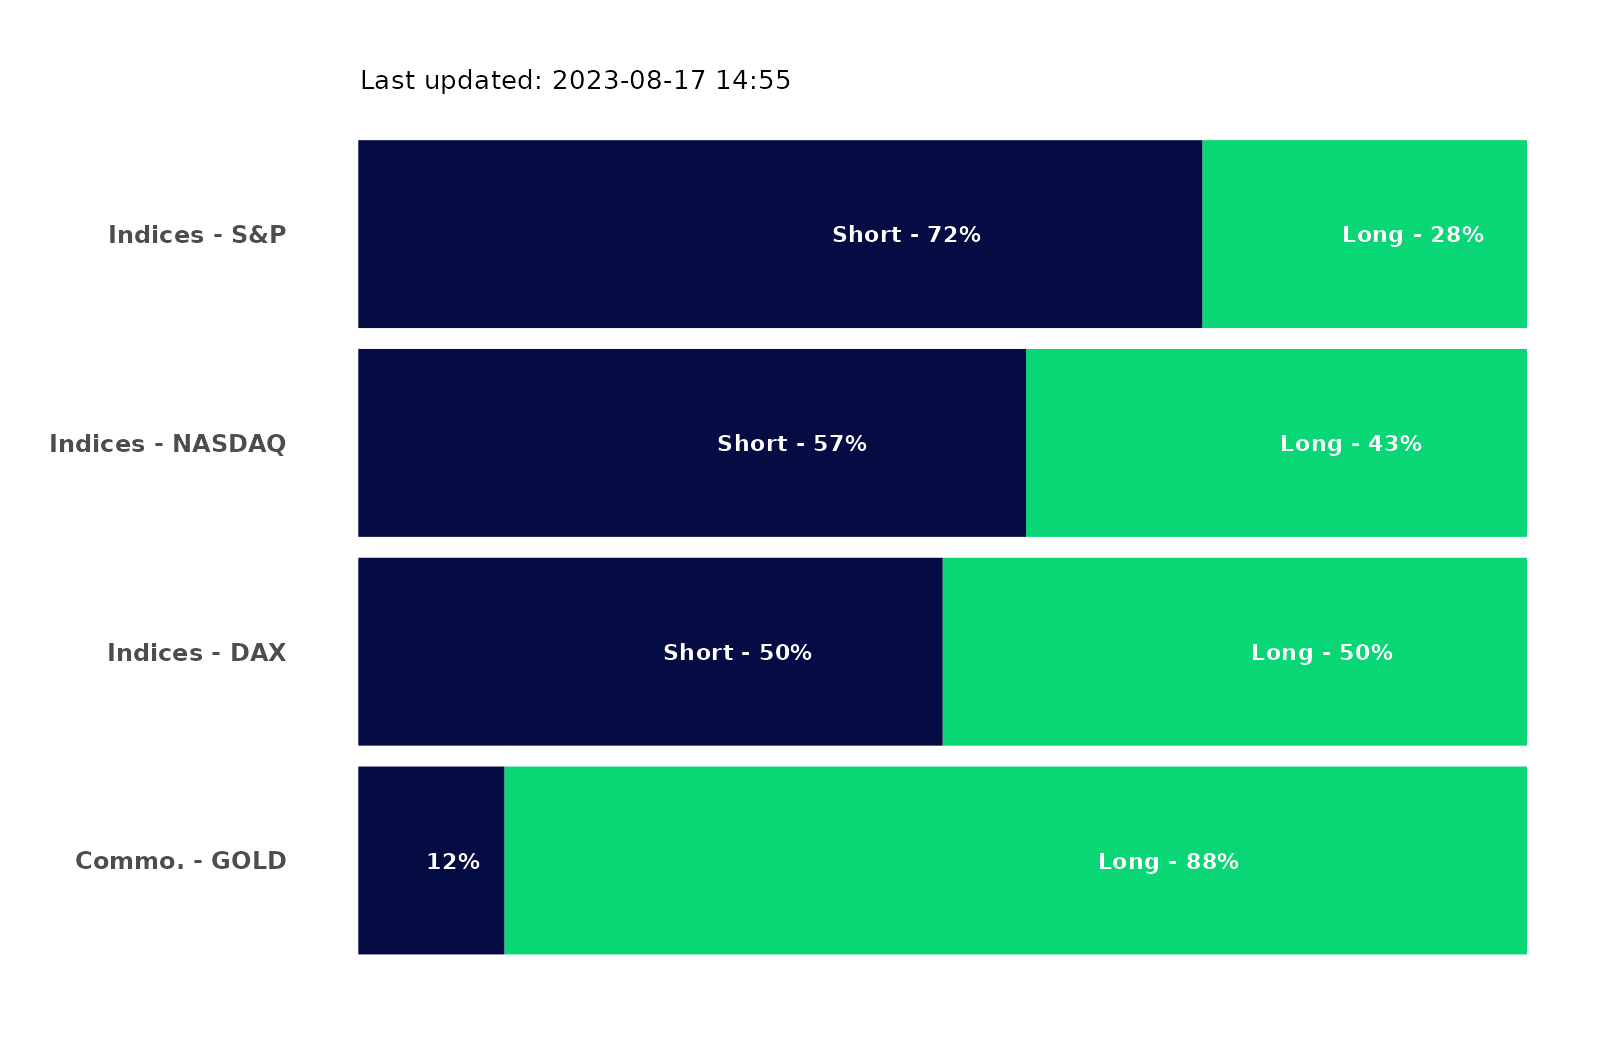 Last updated: 2023-08-17 14:55
Indices - S&P
Short - 72%
Long - 28%
Indices - NASDAQ
Short - 57%
Long - 43%
Indices - DAX
Short - 50%
Long - 50%
Commo. - GOLD
12%
Long - 88%